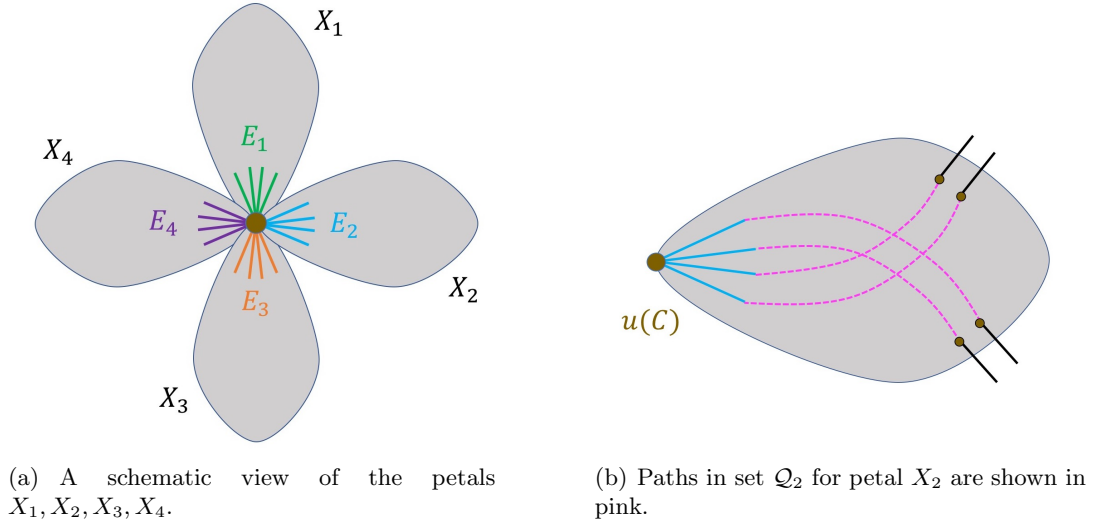 X₁
E₁
X₄
E₄
E₂
X₂
E₃
X₃
u(C)
(a) A schematic view of the petals
X₁, X₂, X₃, X₄.
(b) Paths in set 𝒬₂ for petal X₂ are shown in
pink.